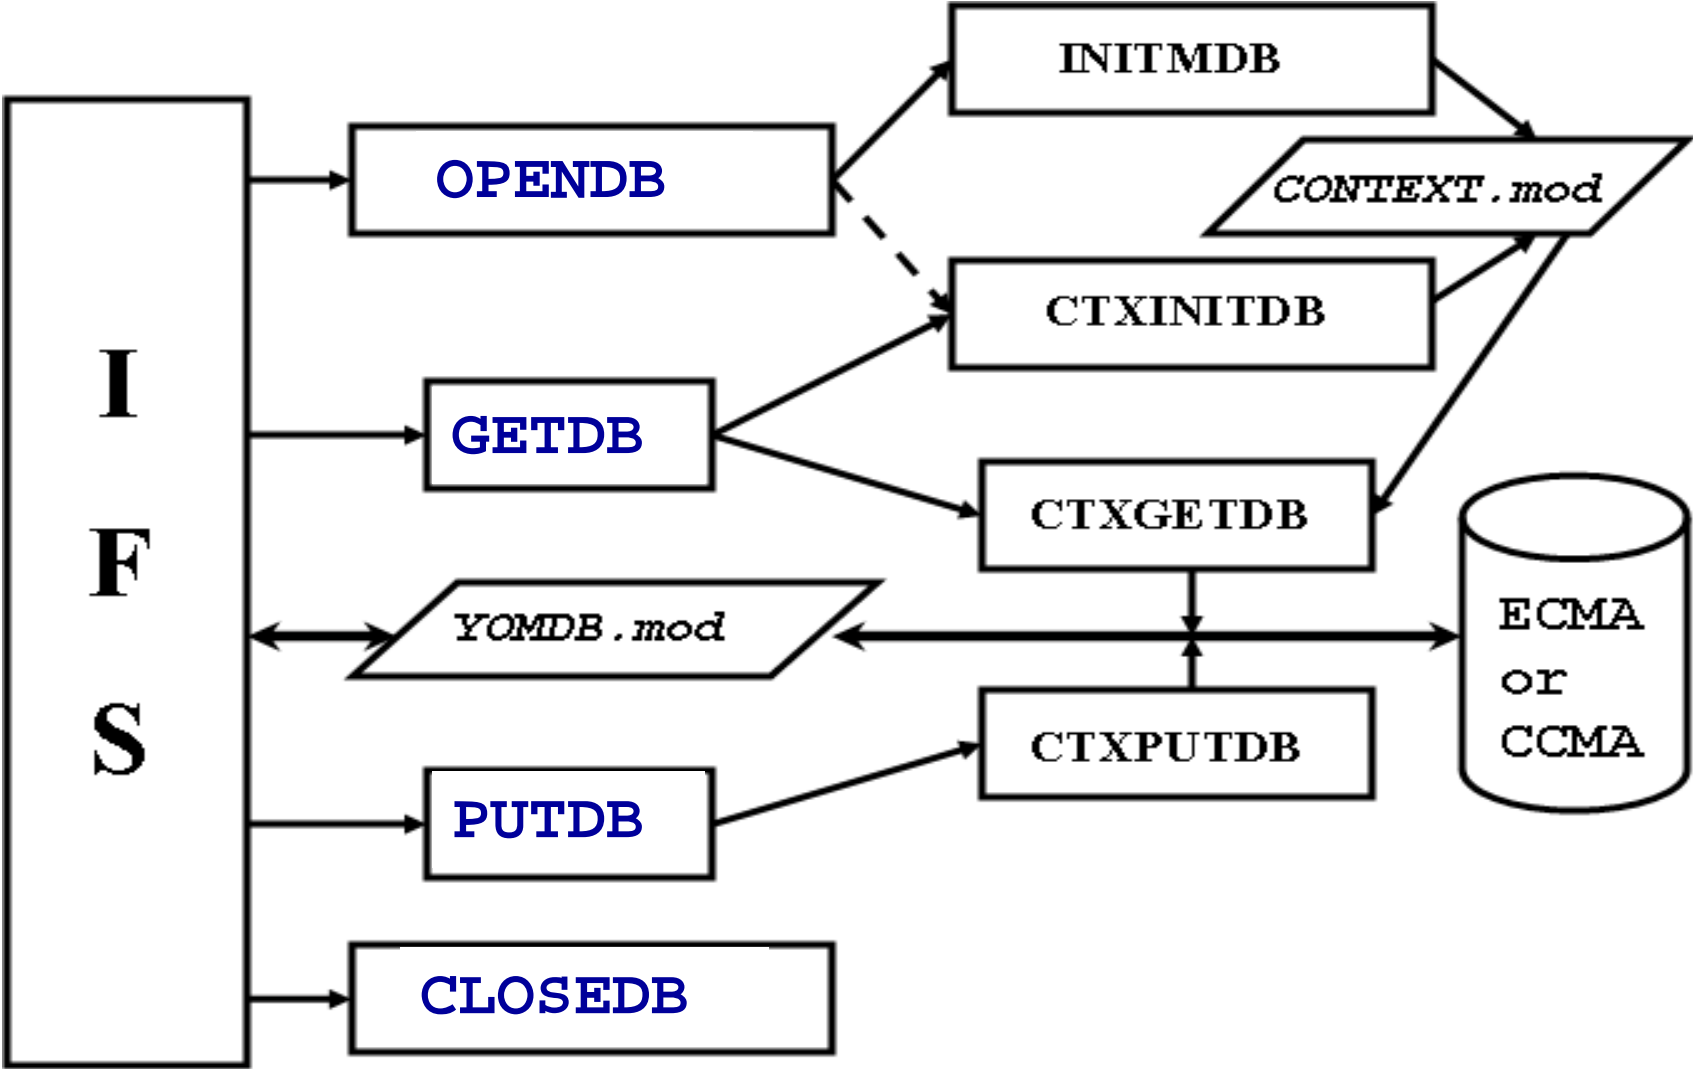 I
F
S
OPENDB
GETDB
YOMDB.mod
PUTDB
CLOSEDB
INITMDB
CONTEXT.mod
CTXINITDB
CTXGETDB
CTXPUTDB
ECMA
or
CCMA